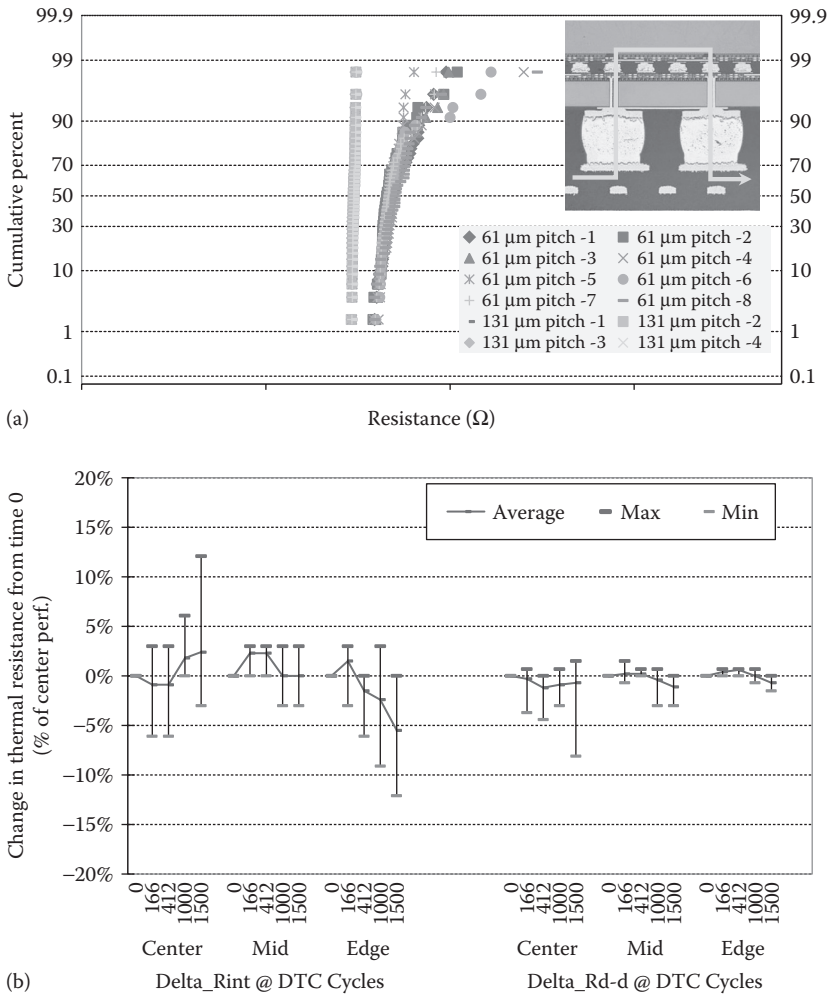 99.9
99
90
70
50
30
10
1
0.1
Cumulative percent
99.9
99
90
70
50
30
10
1
0.1
61 µm pitch -1 61 µm pitch -2
61 µm pitch -3 61 µm pitch -4
61 µm pitch -5 61 µm pitch -6
61 µm pitch -7 61 µm pitch -8
131 µm pitch -1 131 µm pitch -2
131 µm pitch -3 131 µm pitch -4
(a) Resistance (Ω)
20%
15%
10%
5%
0%
−5%
−10%
−15%
−20%
Change in thermal resistance from time 0
(% of center perf.)
Average Max Min
0 166 412 1000 1500 0 166 412 1000 1500 0 166 412 1000 1500 0 166 412 1000 1500 0 166 412 1000 1500 0 166 412 1000 1500
Center Mid Edge Center Mid Edge
(b) Delta_Rint @ DTC Cycles Delta_Rd-d @ DTC Cycles